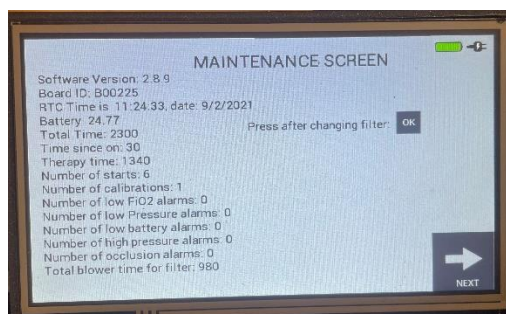 MAINTENANCE SCREEN
Software Version: 2.8.9
Board ID: B00225
RTC Time is 11:24:33, date: 9/2/2021
Battery: 24.77
Total Time: 2300
Press after changing filter: OK
Time since on: 30
Therapy time: 1340
Number of starts: 6
Number of calibrations: 1
Number of low FiO2 alarms: 0
Number of low Pressure alarms: 0
Number of low battery alarms: 0
Number of high pressure alarms: 0
Number of occlusion alarms: 0
Total blower time for filter: 980
NEXT